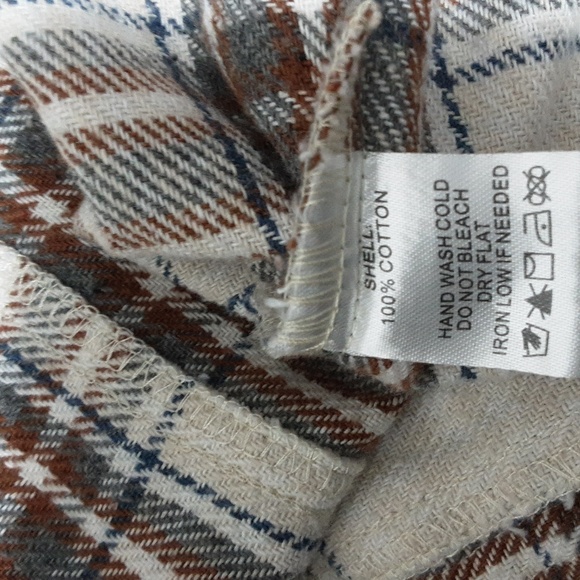 SHELL:
100% COTTON
HAND WASH COLD
DO NOT BLEACH
DRY FLAT
IRON LOW IF NEEDED